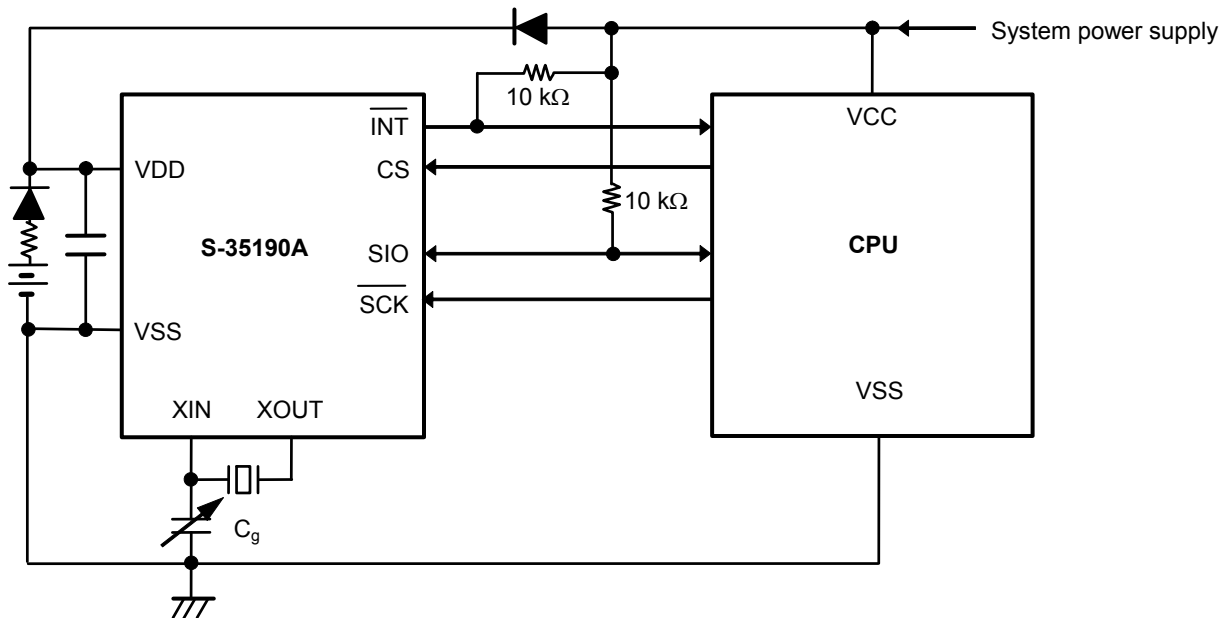 System power supply
10 kΩ
VCC
INT
VDD
CS
10 kΩ
S-35190A
SIO
CPU
SCK
VSS
VSS
XIN
XOUT
Cg